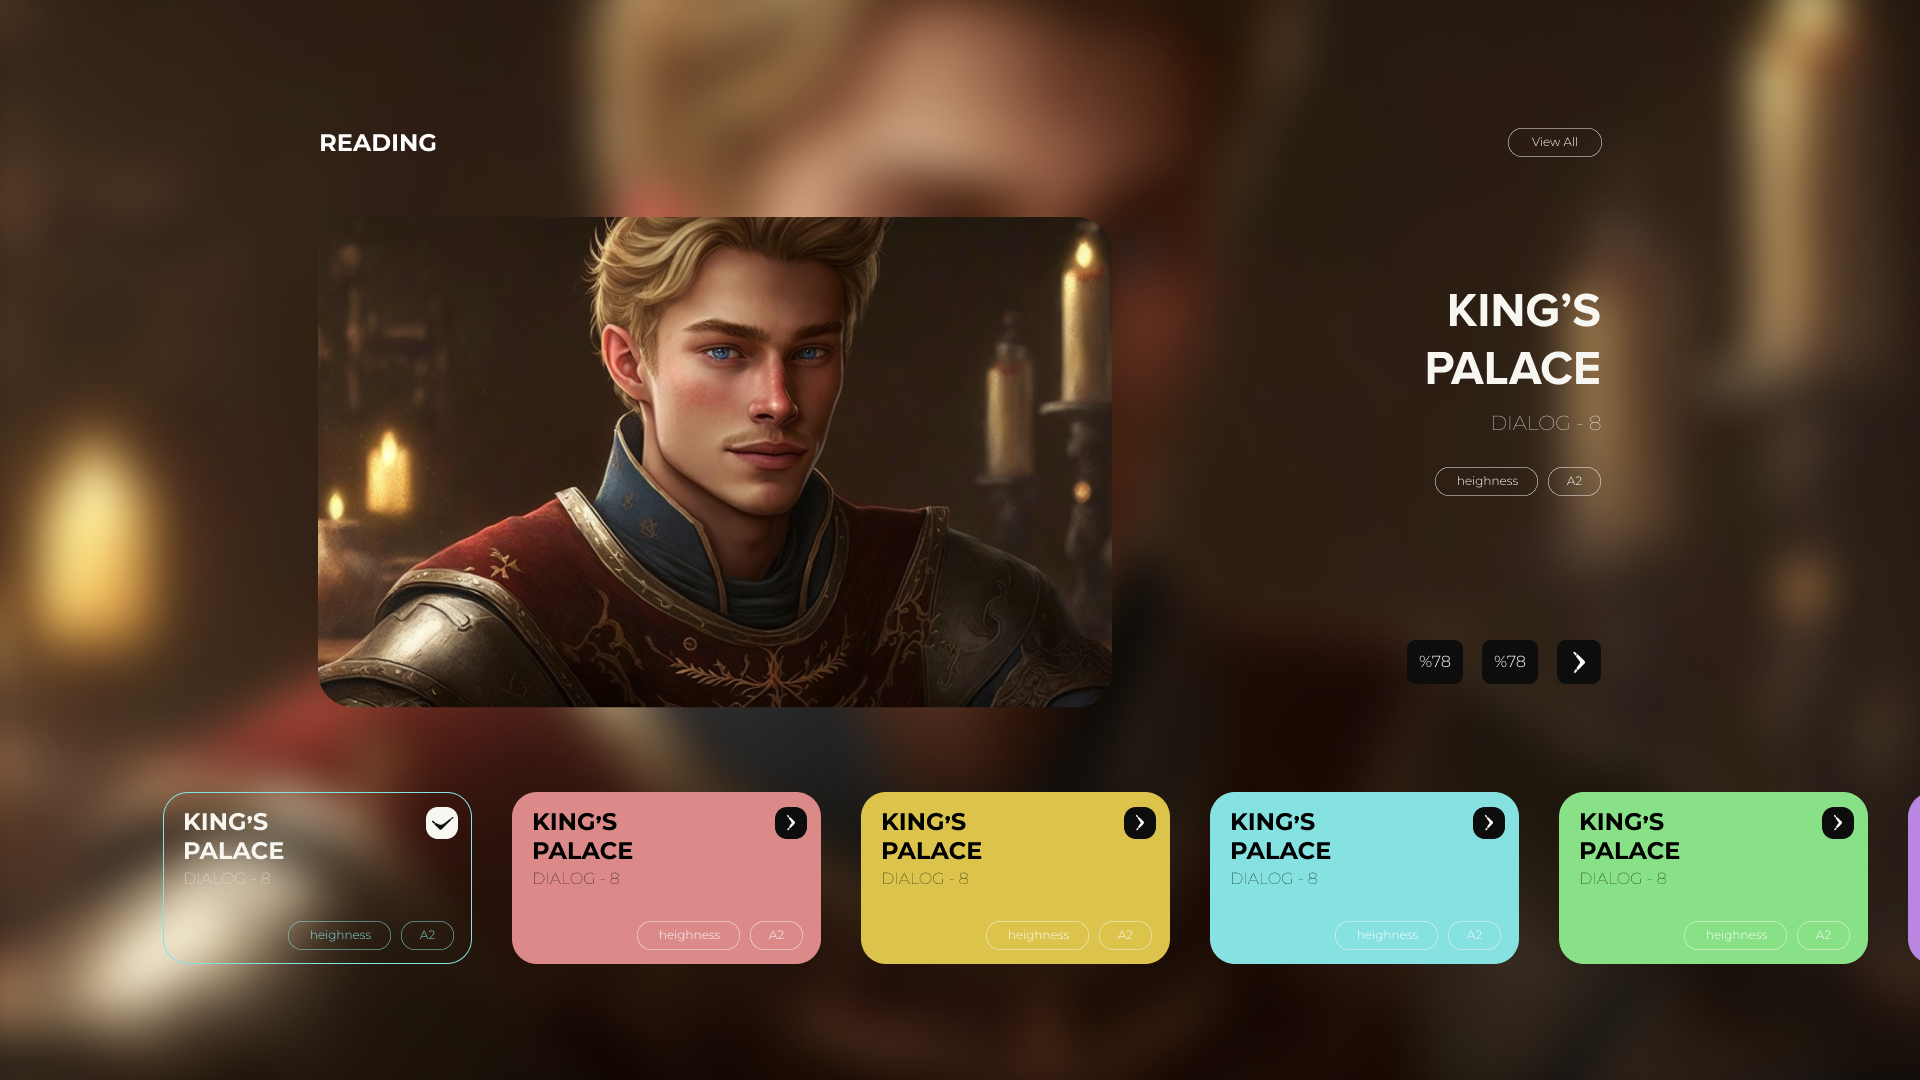 READING
View All
KING'S
PALACE
DIALOG - 8
heighness
A2
%78
%78
KING'S
PALACE
DIALOG - 8
heighness
A2
KING'S
PALACE
DIALOG - 8
heighness
A2
KING'S
PALACE
DIALOG - 8
heighness
A2
KING'S
PALACE
DIALOG - 8
heighness
A2
KING'S
PALACE
DIALOG - 8
heighness
A2